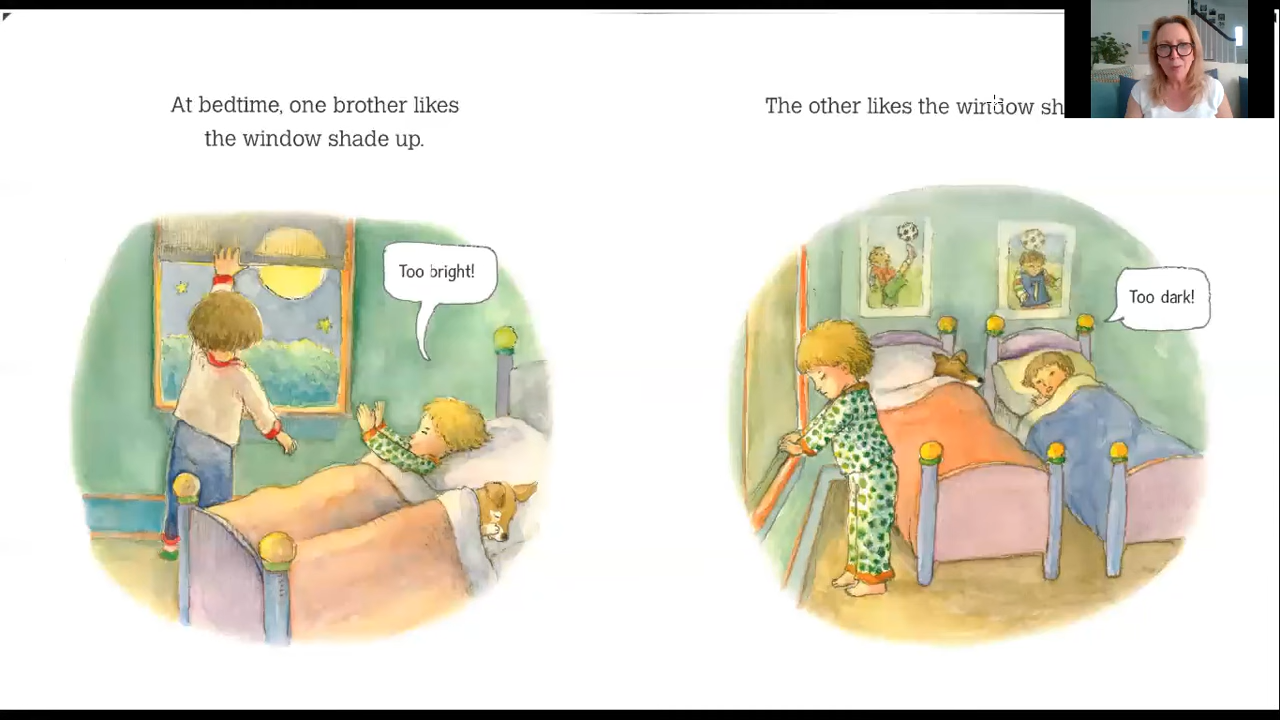 At bedtime, one brother likes
the window shade up.
The other likes the window sh
Too bright!
Too dark!